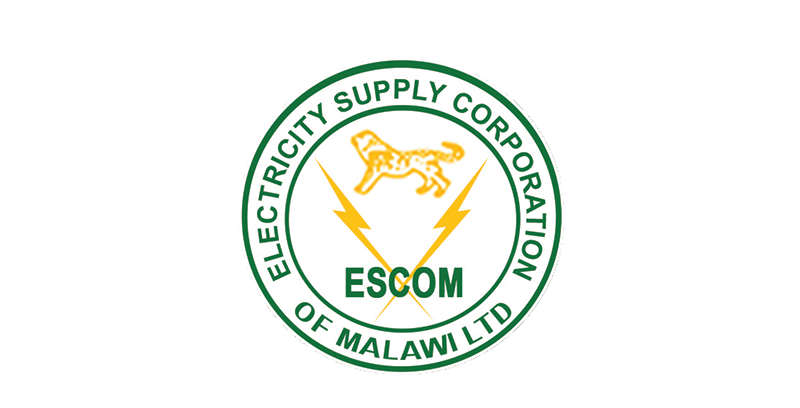 ELECTRICITY SUPPLY CORPORATION
ESCOM
OF MALAWI LTD